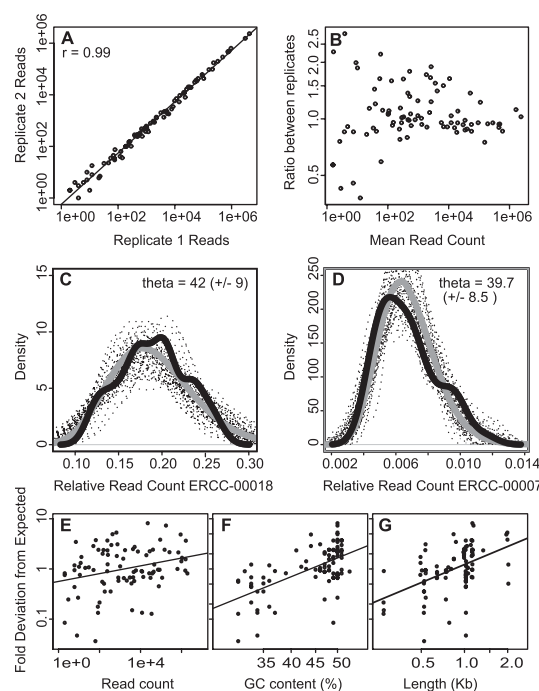 A
r = 0.99
Replicate 2 Reads
1e+06
1e+04
1e+02
1e+00
1e+00 1e+02 1e+04 1e+06
Replicate 1 Reads
B
Ratio between replicates
2.5
2.0
1.5
1.0
0.5
1e+00 1e+02 1e+04 1e+06
Mean Read Count
C
theta = 42 (+/- 9)
Density
15
10
5
0
0.10 0.15 0.20 0.25 0.30
Relative Read Count ERCC-00018
D
theta = 39.7
(+/- 8.5 )
Density
250
200
150
100
50
0
0.002 0.006 0.010 0.014
Relative Read Count ERCC-00007
Fold Deviation from Expected
10
1
0.1
E
1e+0 1e+4
Read count
F
35 40 45 50
GC content (%)
G
0.5 1.0 2.0
Length (Kb)